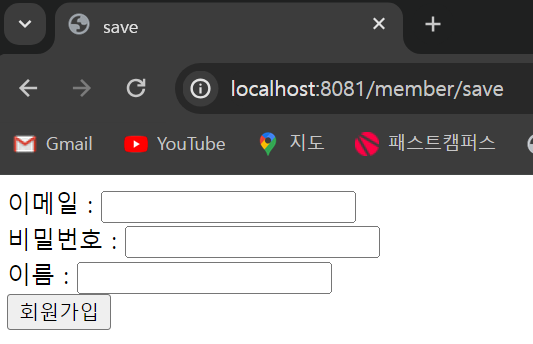 save
localhost:8081/member/save
Gmail YouTube 지도 패스트캠퍼스
이메일 :
비밀번호 :
이름 :
회원가입